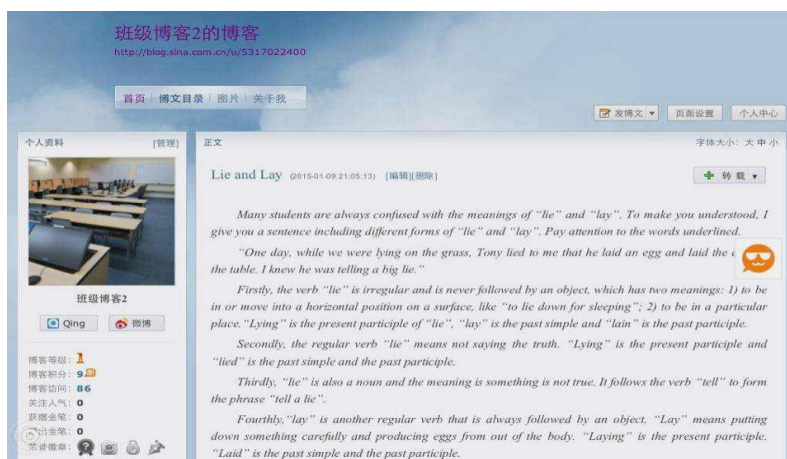 班级博客2的博客
http://blog.sina.com.cn/u/5317022400
首页 博文目录 图片 关于我
发博文 页面设置 个人中心
个人资料 [管理]
正文 字体大小: 大 中 小
Lie and Lay (2015-01-09 21:05:13) [编辑][删除]
转载
Many students are always confused with the meanings of “lie” and “lay”. To make you understood, I
give you a sentence including different forms of “lie” and “lay”. Pay attention to the words underlined.
“One day, while we were lying on the grass, Tony lied to me that he laid an egg and laid the
the table. I knew he was telling a big lie.”
Firstly, the verb “lie” is irregular and is never followed by an object, which has two meanings: 1) to be
in or move into a horizontal position on a surface, like “to lie down for sleeping”; 2) to be in a particular
place. “Lying” is the present participle of “lie”, “lay” is the past simple and “lain” is the past participle.
Secondly, the regular verb “lie” means not saying the truth. “Lying” is the present participle and
“lied” is the past simple and the past participle.
Thirdly, “lie” is also a noun and the meaning is something is not true. It follows the verb “tell” to form
the phrase “tell a lie”.
Fourthly, “lay” is another regular verb that is always followed by an object. “Lay” means putting
down something carefully and producing eggs from out of the body. “Laying” is the present participle.
“Laid” is the past simple and the past participle.
班级博客2
Qing 微博
博客等级: 1
博客积分: 9
博客访问: 86
关注人气: 0
获赠金笔: 0
赠出金笔: 0
荣誉徽章: